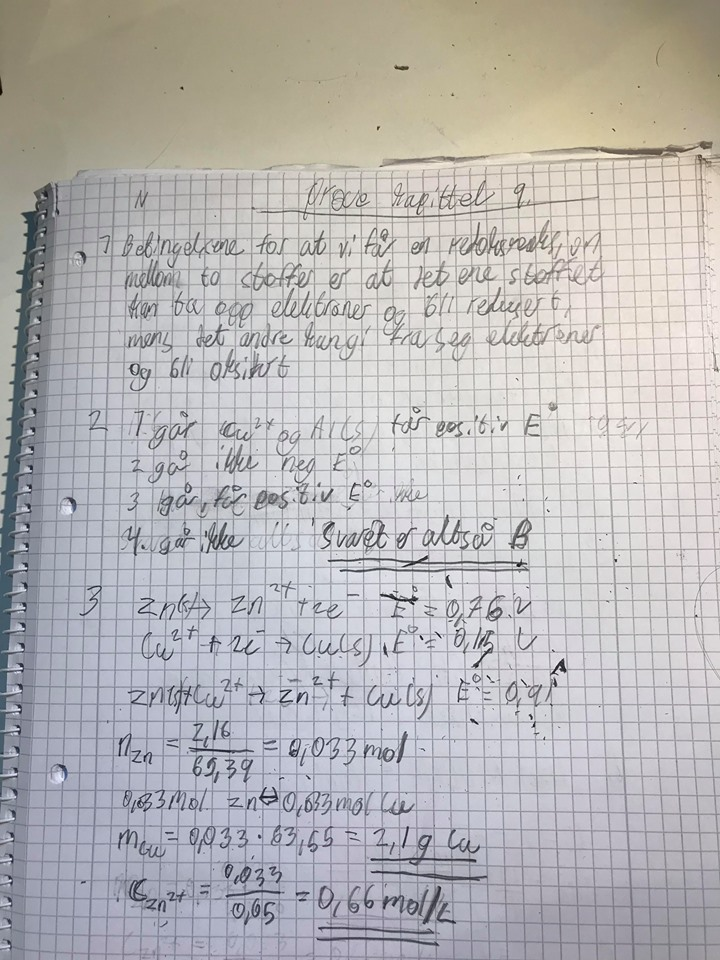 N Prøve kapittel 9.
1 Betingelsene for at vi får en redoksreaksjon
mellom to stoffer er at det ene stoffet
kan ta opp elektroner og bli redusert,
mens det andre kan gi fra seg elektroner
og bli oksidert
2 1 går Cu²⁺ og Al(s) får positiv E°
2 går ikke neg E°
3 går, får positiv E°
4. går ikke Svaret er altså B
3 Zn(s) → Zn²⁺ + 2e⁻ E° = 0,76 V
Cu²⁺ + 2e⁻ → Cu(s), E° = 0,15 V
Zn(s) + Cu²⁺ → Zn²⁺ + Cu(s) E° = 0,91
n_Zn = 2,16 / 65,39 = 0,033 mol
0,033 mol Zn ⇔ 0,033 mol Cu
m_Cu = 0,033 · 63,55 = 2,1 g Cu
C_Zn²⁺ = 0,033 / 0,05 = 0,66 mol/L